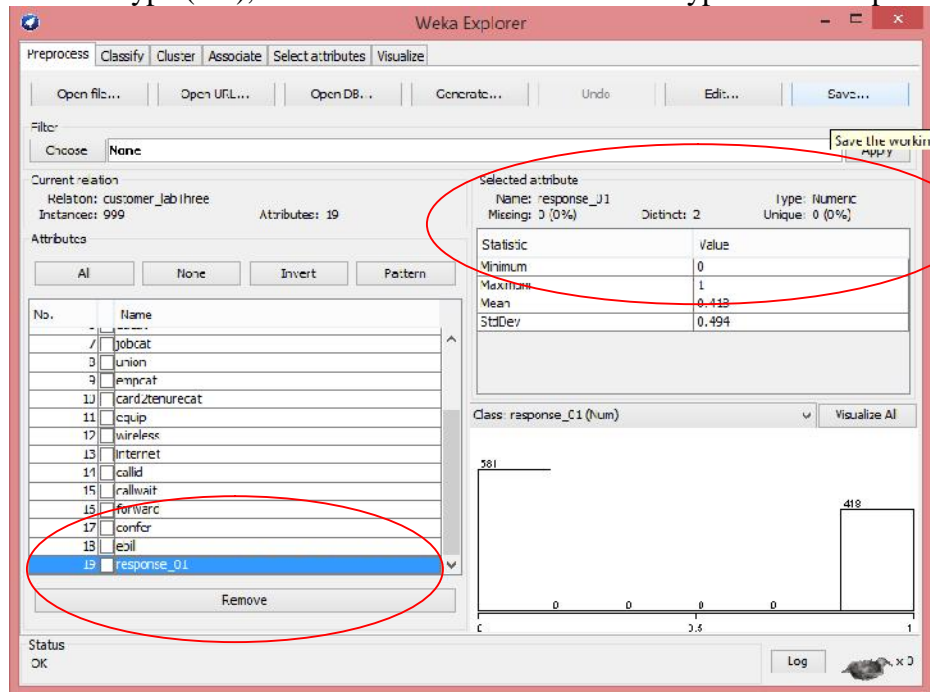 Weka Explorer
Preprocess Classify Cluster Associate Select attributes Visualize
Open file... Open URL... Open DB... Generate... Undo Edit... Save...
Filter
Choose None Apply
Save the workin
Current relation
Relation: customer_labThree
Instances: 999 Attributes: 19
Selected attribute
Name: response_01 Type: Numeric
Missing: 0 (0%) Distinct: 2 Unique: 0 (0%)
Attributes
All None Invert Pattern
Statistic Value
Minimum 0
Maximum 1
Mean 0.418
StdDev 0.494
No. Name
7 jobcat
8 union
9 empcat
10 card2tenurecat
11 equip
12 wireless
13 internet
14 callid
15 callwait
16 forward
17 confer
18 ebill
19 response_01
Remove
Class: response_01 (Num) Visualize All
581
418
0 0 0 0
0 0.5 1
Status
OK
Log x 0